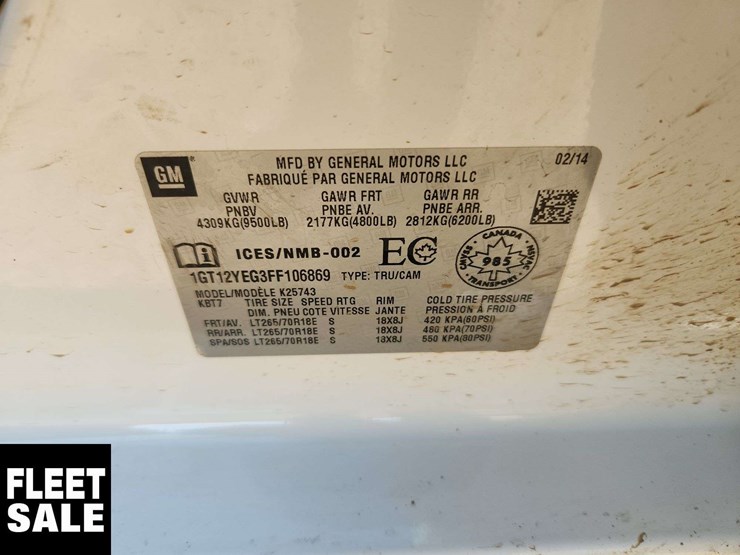 GM
MFD BY GENERAL MOTORS LLC 02/14
FABRIQUÉ PAR GENERAL MOTORS LLC
GVWR GAWR FRT GAWR RR
PNBV PNBE AV. PNBE ARR.
4309KG(9500LB) 2177KG(4800LB) 2812KG(6200LB)
ICES/NMB-002 EC
CANADA
985
TRANSPORT
1GT12YEG3FF106869 TYPE: TRU/CAM
MODEL/MODÈLE K25743
KBT7 TIRE SIZE SPEED RTG RIM COLD TIRE PRESSURE
DIM. PNEU COTE VITESSE JANTE PRESSION À FROID
FRT/AV. LT265/70R18E S 18X8J 420 KPA(60PSI)
RR/ARR. LT265/70R18E S 18X8J 480 KPA(70PSI)
SPA/SOS LT265/70R18E S 18X8J 550 KPA(80PSI)
FLEET
SALE